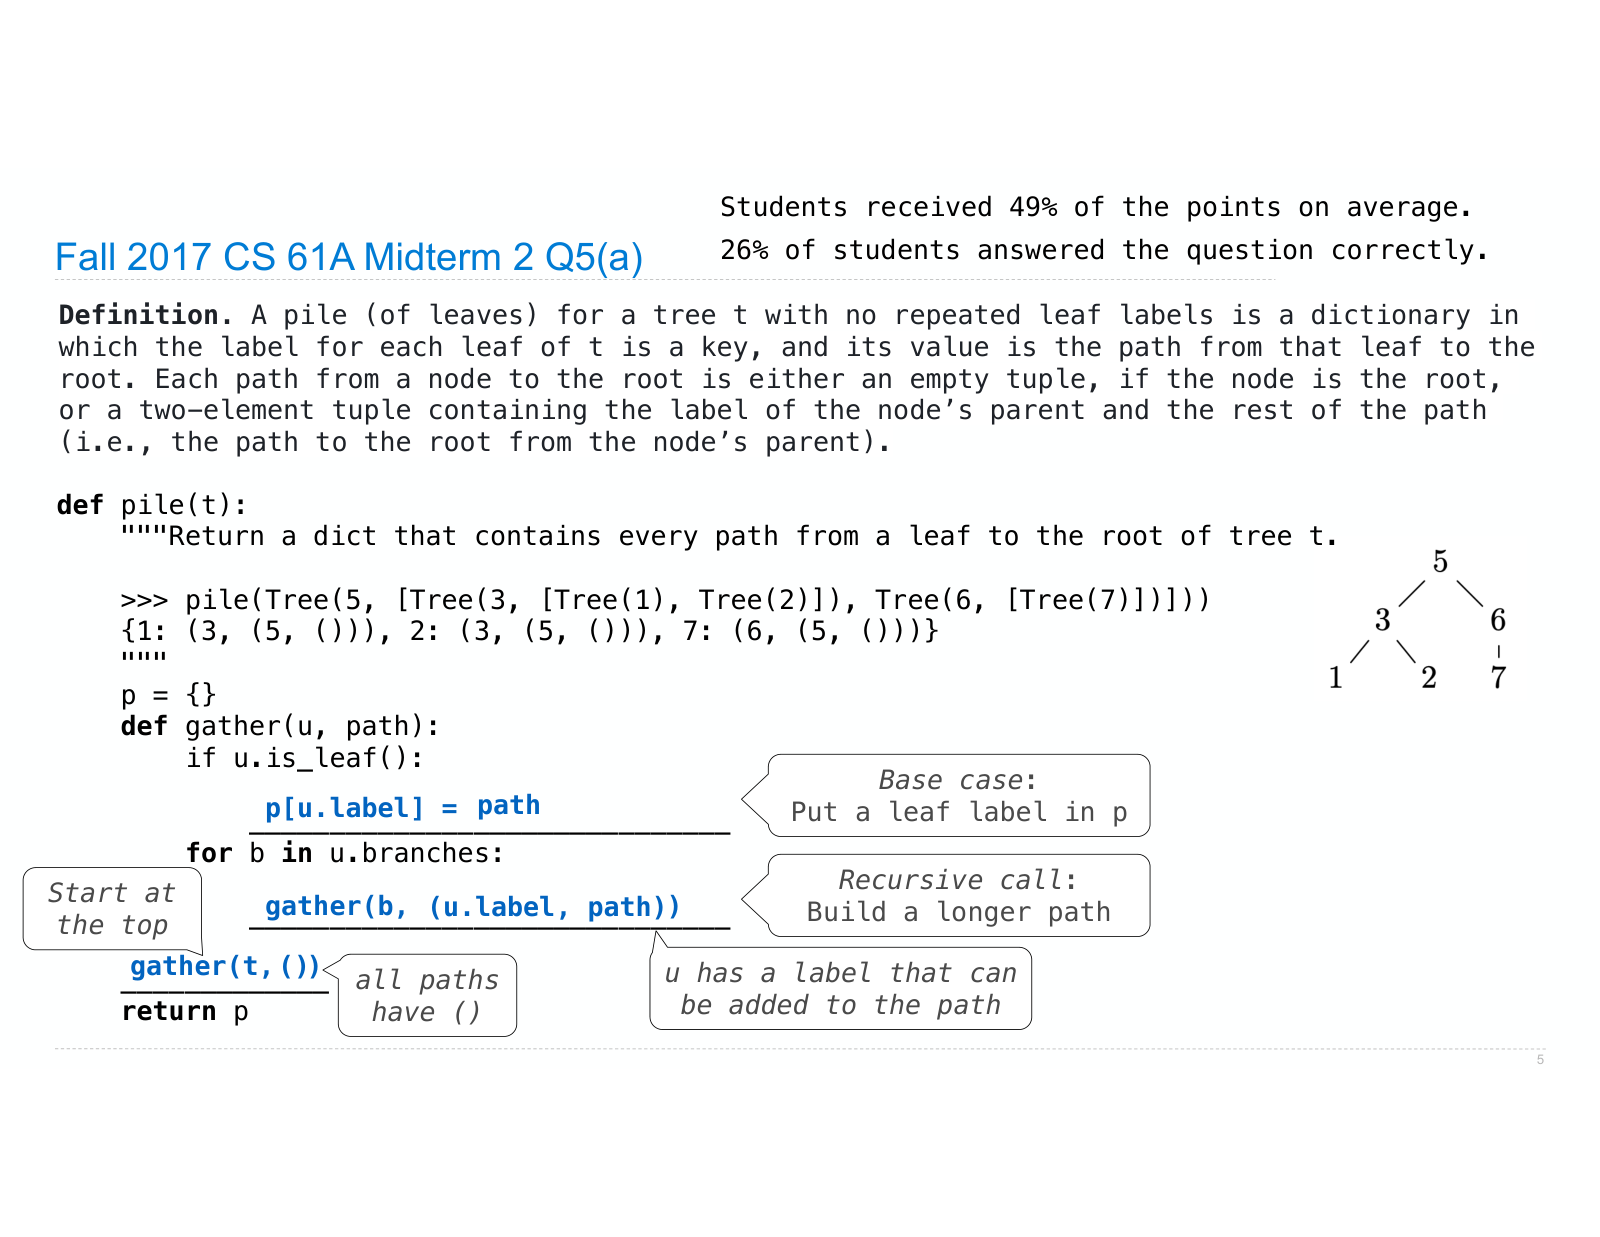 Students received 49% of the points on average.
Fall 2017 CS 61A Midterm 2 Q5(a)
26% of students answered the question correctly.
Definition. A pile (of leaves) for a tree t with no repeated leaf labels is a dictionary in
which the label for each leaf of t is a key, and its value is the path from that leaf to the
root. Each path from a node to the root is either an empty tuple, if the node is the root,
or a two−element tuple containing the label of the node’s parent and the rest of the path
(i.e., the path to the root from the node’s parent).
def pile(t):
"""Return a dict that contains every path from a leaf to the root of tree t.
>>> pile(Tree(5, [Tree(3, [Tree(1), Tree(2)]), Tree(6, [Tree(7)])]))
{1: (3, (5, ())), 2: (3, (5, ())), 7: (6, (5, ()))}
"""
5
3 6
1 2 7
p = {}
def gather(u, path):
if u.is_leaf():
p[u.label] = path
Base case:
Put a leaf label in p
for b in u.branches:
gather(b, (u.label, path))
Recursive call:
Build a longer path
Start at
the top
gather(t, ())
all paths
have ()
u has a label that can
be added to the path
return p
5